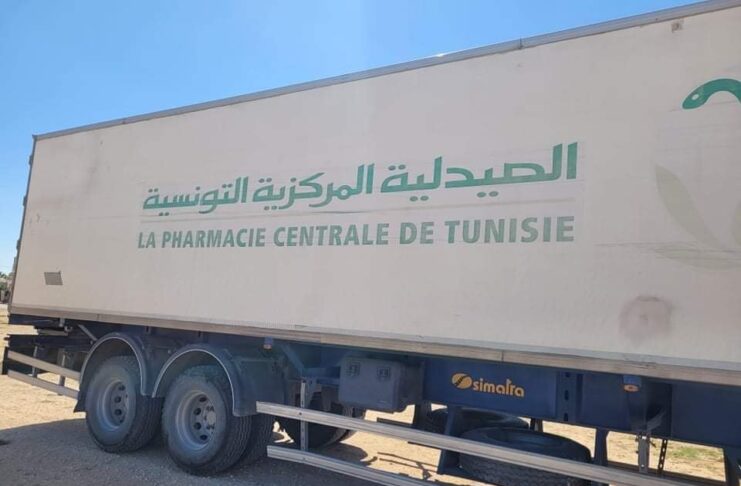 الصيدلية المركزية التونسية
LA PHARMACIE CENTRALE DE TUNISIE
simatra